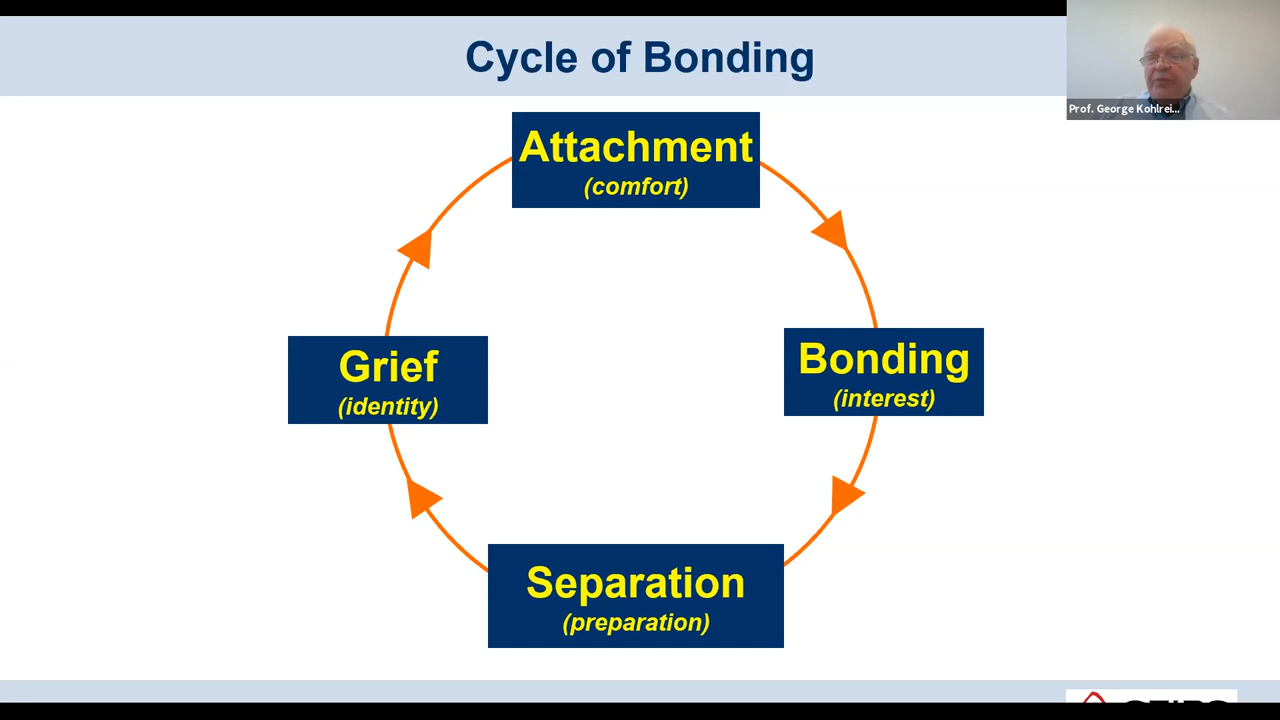 Cycle of Bonding
Prof. George Kohlrei...
Attachment
(comfort)
Grief
(identity)
Bonding
(interest)
Separation
(preparation)